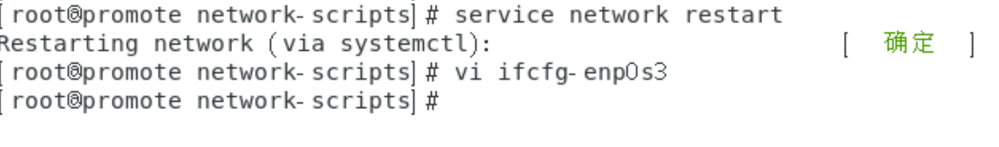 [root@promote network-scripts]# service network restart
Restarting network (via systemctl): [ 确定 ]
[root@promote network-scripts]# vi ifcfg-enp0s3
[root@promote network-scripts]#